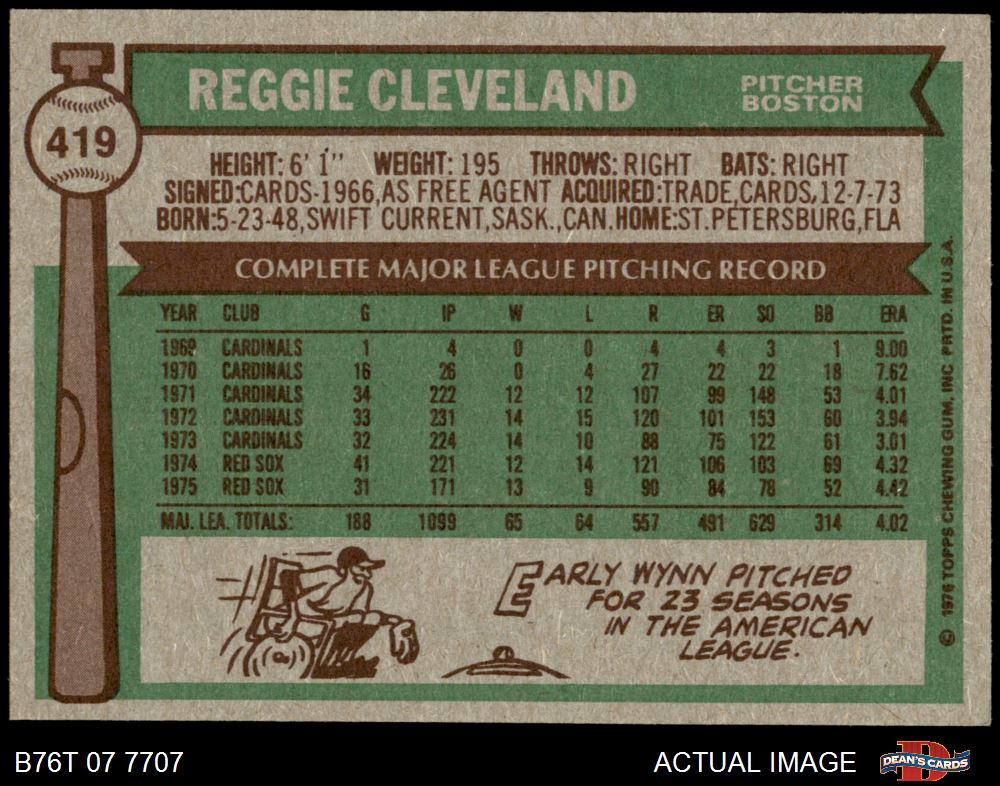 419
REGGIE CLEVELAND
PITCHER
BOSTON
HEIGHT: 6' 1" WEIGHT: 195 THROWS: RIGHT BATS: RIGHT
SIGNED:CARDS-1966,AS FREE AGENT ACQUIRED:TRADE,CARDS,12-7-73
BORN:5-23-48,SWIFT CURRENT,SASK.,CAN.HOME:ST.PETERSBURG,FLA
COMPLETE MAJOR LEAGUE PITCHING RECORD
YEAR CLUB G IP W L R ER SO BB ERA
1969 CARDINALS 1 4 0 0 4 4 3 1 9.00
1970 CARDINALS 16 26 0 4 27 22 22 18 7.62
1971 CARDINALS 34 222 12 12 107 99 148 53 4.01
1972 CARDINALS 33 231 14 15 120 101 153 60 3.94
1973 CARDINALS 32 224 14 10 88 75 122 61 3.01
1974 RED SOX 41 221 12 14 121 106 103 69 4.32
1975 RED SOX 31 171 13 9 90 84 78 52 4.42
MAJ. LEA. TOTALS: 188 1099 65 64 557 491 629 314 4.02
EARLY WYNN PITCHED
FOR 23 SEASONS
IN THE AMERICAN
LEAGUE.
© 1976 TOPPS CHEWING GUM, INC PRTD. IN U.S.A.
B76T 07 7707
ACTUAL IMAGE
D
DEAN'S CARDS